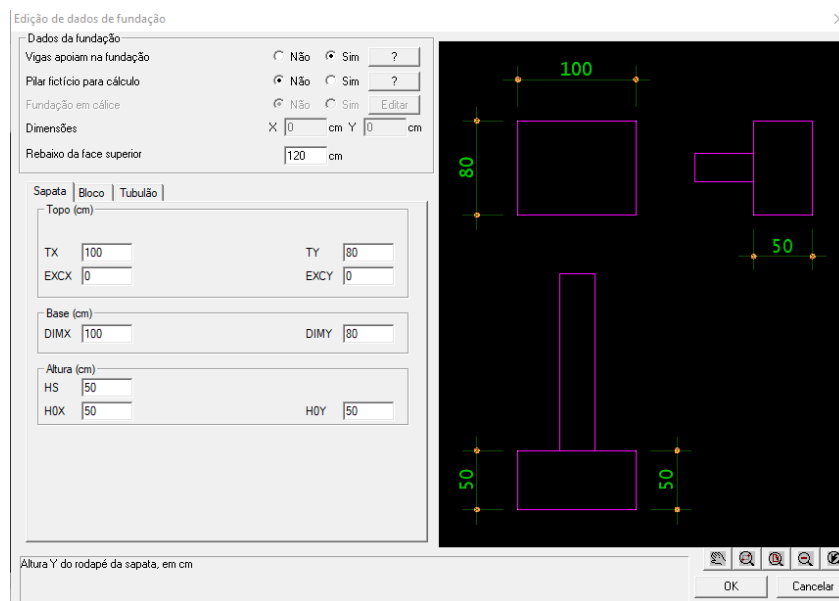 Edição de dados de fundação
Dados da fundação
Vigas apoiam na fundação Não Sim ?
Pilar fictício para cálculo Não Sim ?
Fundação em cálice Não Sim Editar
Dimensões X 0 cm Y 0 cm
Rebaixo da face superior 120 cm
Sapata Bloco Tubulão
Topo (cm)
TX 100 TY 80
EXCX 0 EXCY 0
Base (cm)
DIMX 100 DIMY 80
Altura (cm)
HS 50
H0X 50 H0Y 50
100
80
50
50
50
Altura Y do rodapé da sapata, em cm
OK Cancelar